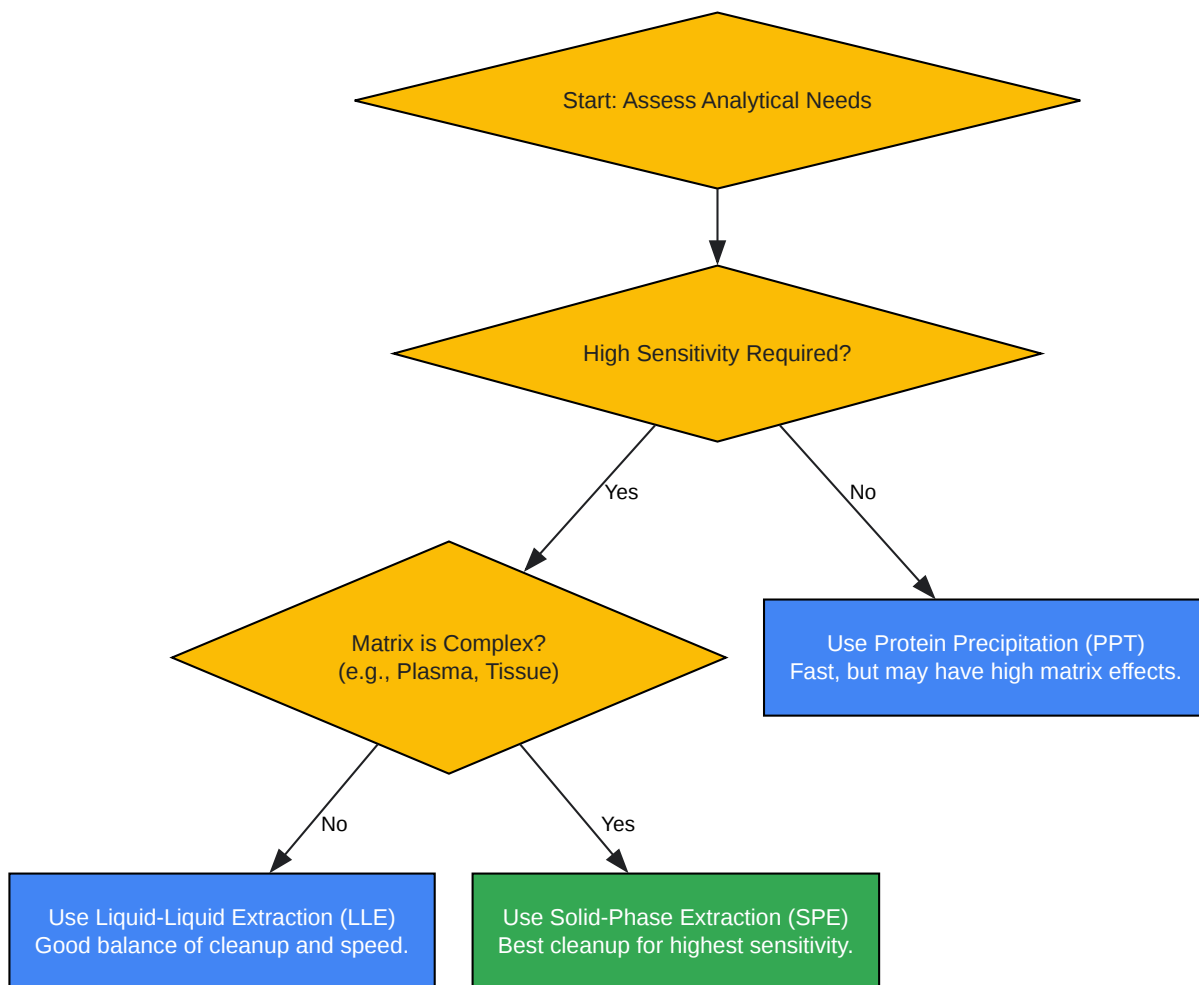 Start: Assess Analytical Needs
High Sensitivity Required?
Yes
No
Matrix is Complex?
(e.g., Plasma, Tissue)
Use Protein Precipitation (PPT)
Fast, but may have high matrix effects.
No
Yes
Use Liquid-Liquid Extraction (LLE)
Good balance of cleanup and speed.
Use Solid-Phase Extraction (SPE)
Best cleanup for highest sensitivity.